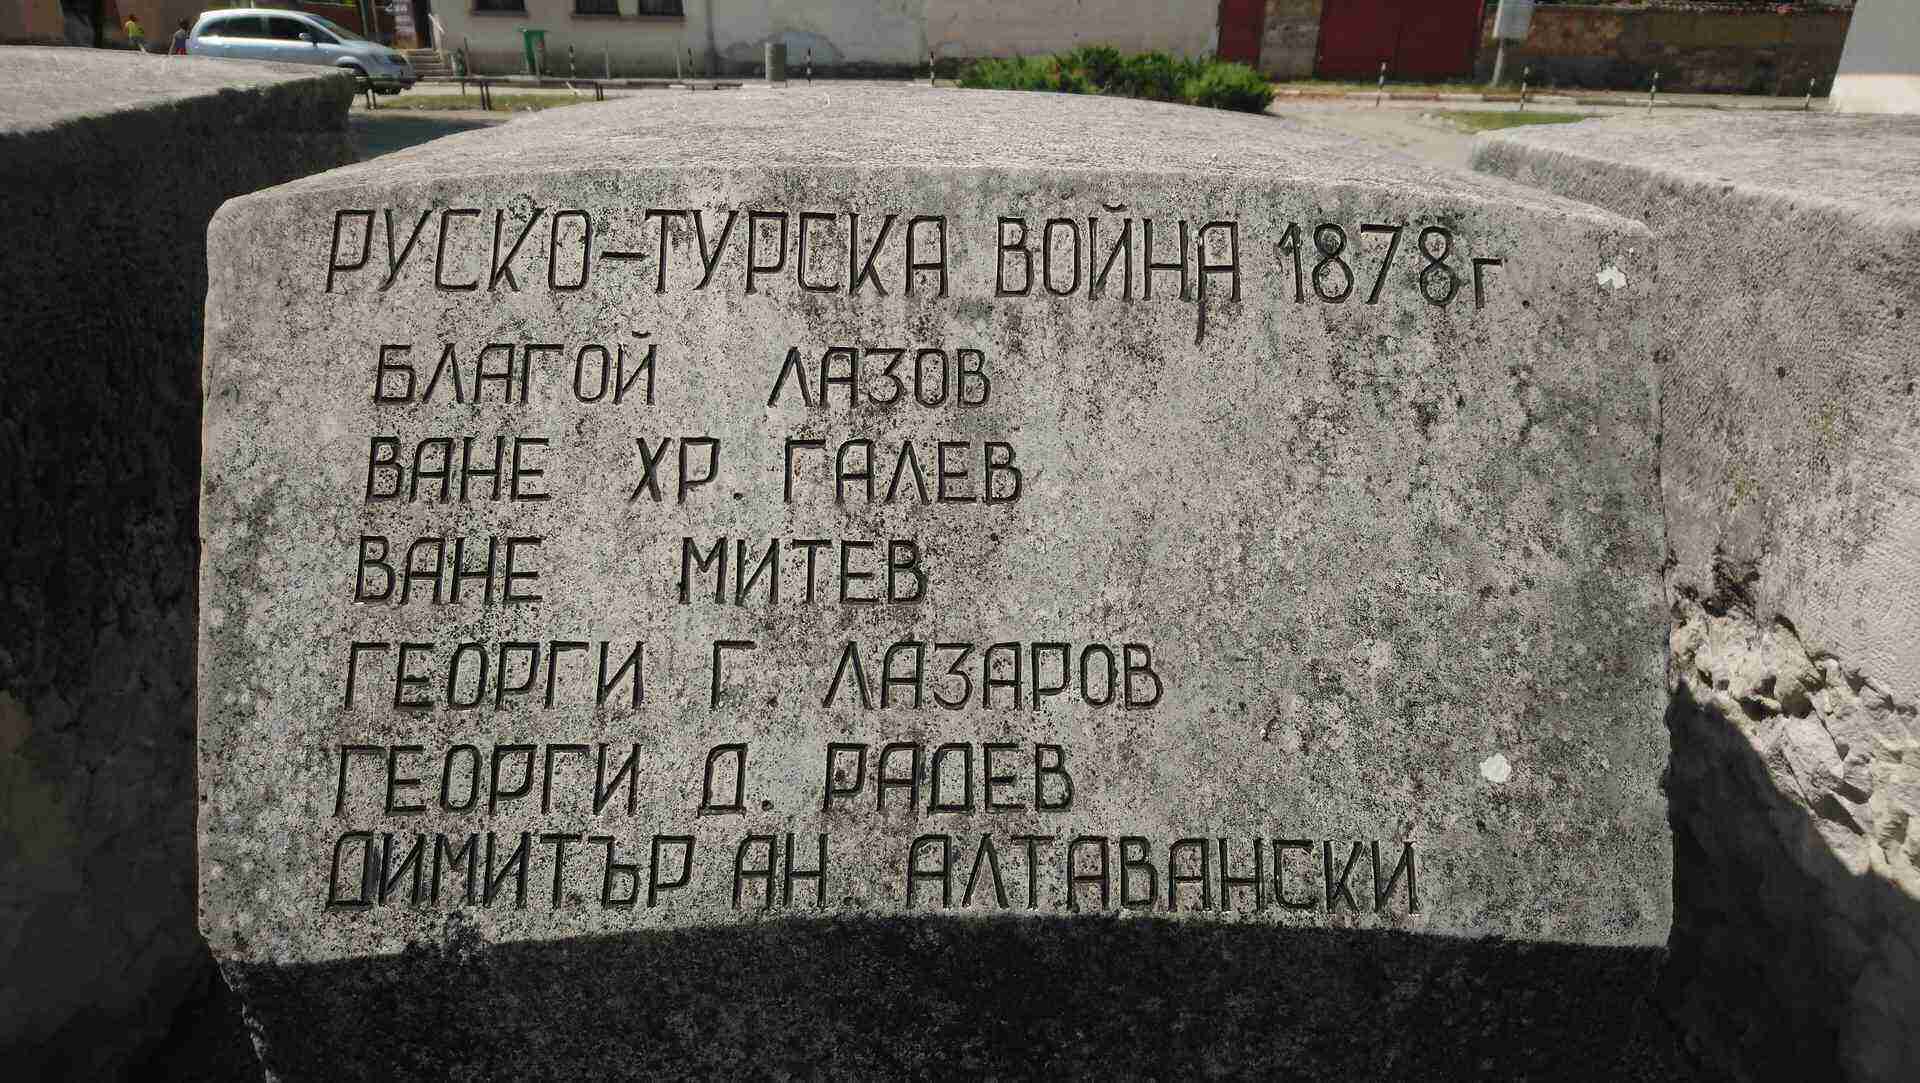 РУСКО-ТУРСКА ВОЙНА 1878г
БЛАГОЙ ЛАЗОВ
ВАНЕ ХР. ГАЛЕВ
ВАНЕ МИТЕВ
ГЕОРГИ Г. ЛАЗАРОВ
ГЕОРГИ Д. РАДЕВ
ДИМИТЪР АН АЛТАВАНСКИ